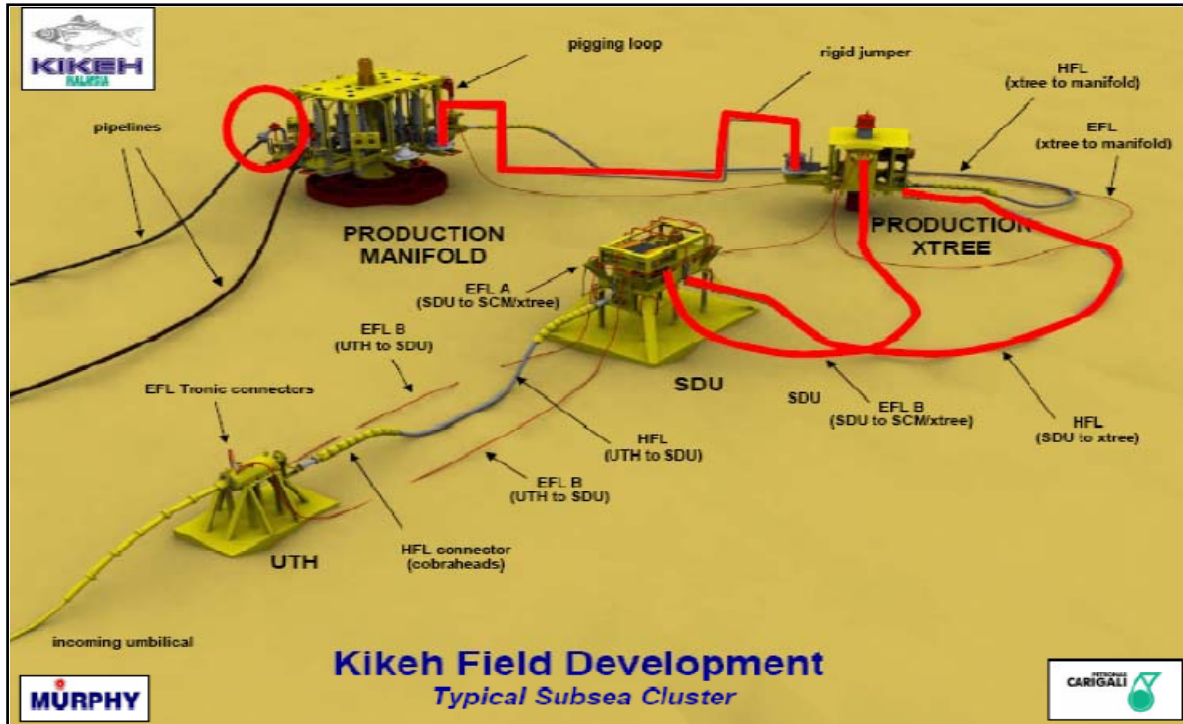 KIKEH
MALAYSIA
pigging loop
rigid jumper
HFL
(xtree to manifold)
pipelines
EFL
(xtree to manifold)
PRODUCTION
MANIFOLD
PRODUCTION
XTREE
EFL A
(SDU to SCM/xtree)
EFL B
(UTH to SDU)
EFL Tronic connectors
SDU
SDU
EFL B
(SDU to SCM/xtree)
HFL
(SDU to xtree)
HFL
(UTH to SDU)
EFL B
(UTH to SDU)
UTH
HFL connector
(cobraheads)
incoming umbilical
Kikeh Field Development
Typical Subsea Cluster
MURPHY
PETRONAS
CARIGALI